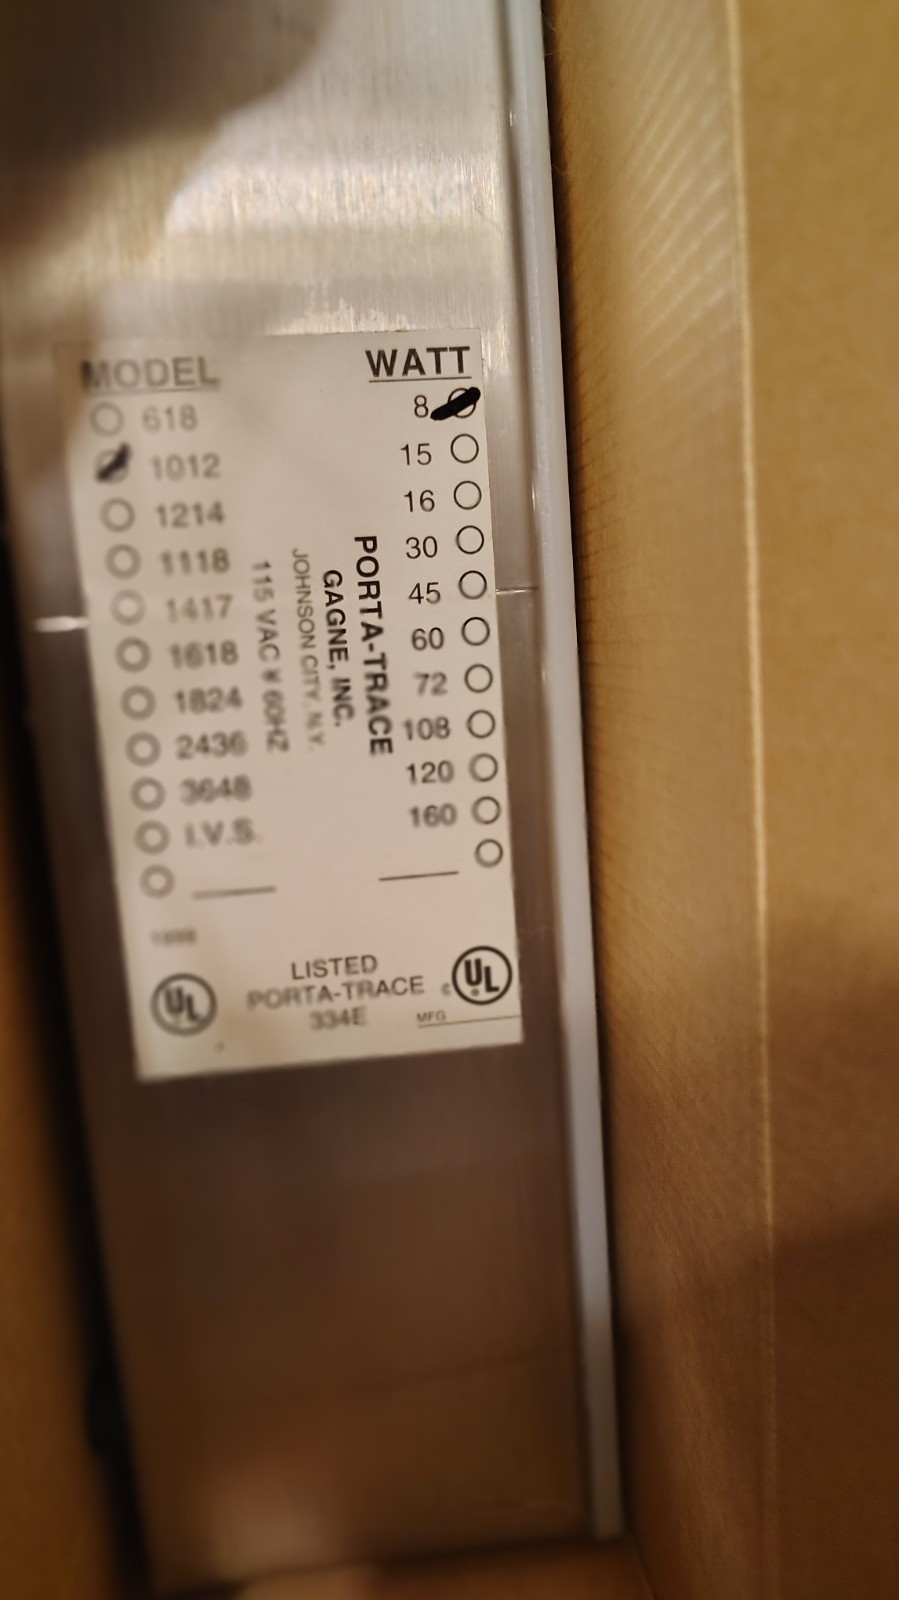 MODEL
618
1012
1214
1118
1417
1618
1824
2436
3648
I.V.S.
WATT
8
15
16
30
45
60
72
108
120
160
PORTA-TRACE
GAGNE, INC.
JOHNSON CITY, N.Y.
115 VAC 60HZ
LISTED
PORTA-TRACE
334E
UL
c UL
MFG